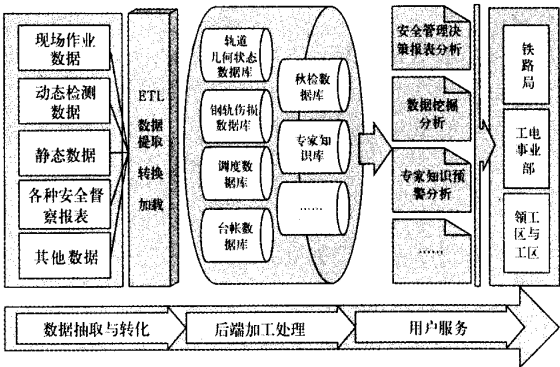 现场作业
数据
动态检测
数据
静态数据
各种安全督
察报表
其他数据
ETL
数据
提取
转换
加载
轨道
几何状态
数据库
钢轨伤损
数据库
调度数
据库
台帐数
据库
秋检数
据库
专家知
识库
……
安全管理决
策报表分析
数据挖掘
分析
专家知识预
警分析
……
铁
路
局
工电
事业
部
领工
区与
工区
数据抽取与转化
后端加工处理
用户服务